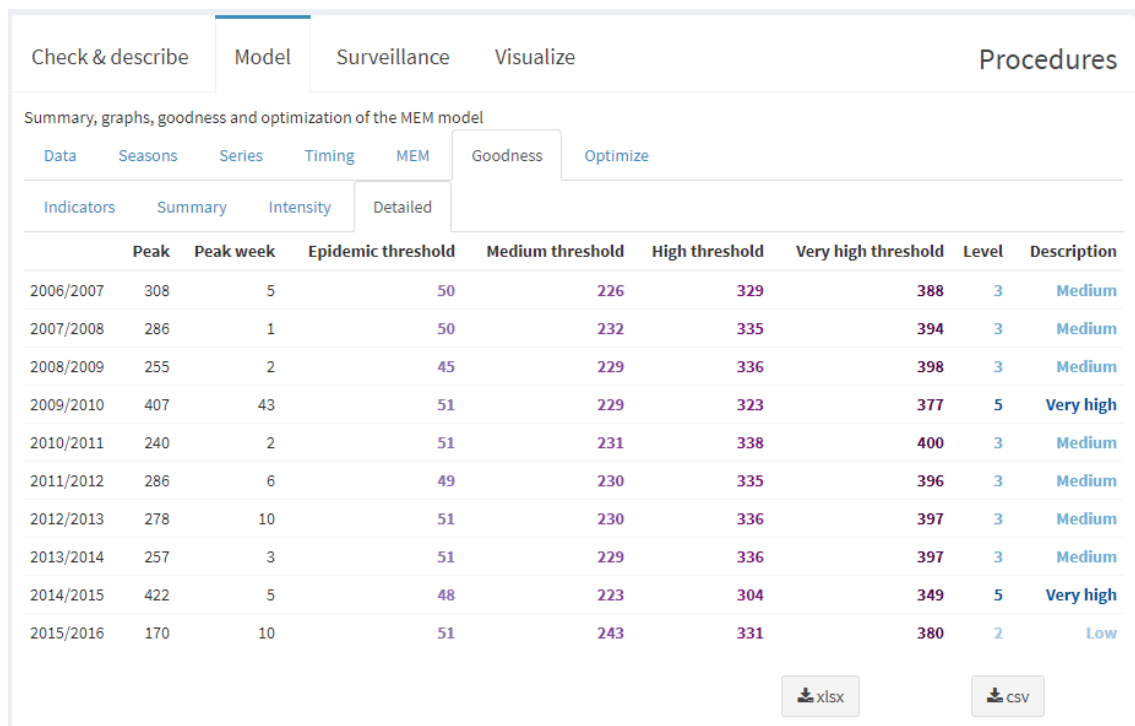 Check & describe Model Surveillance Visualize Procedures
Summary, graphs, goodness and optimization of the MEM model
Data Seasons Series Timing MEM Goodness Optimize
Indicators Summary Intensity Detailed
Peak Peak week Epidemic threshold Medium threshold High threshold Very high threshold Level Description
2006/2007 308 5 50 226 329 388 3 Medium
2007/2008 286 1 50 232 335 394 3 Medium
2008/2009 255 2 45 229 336 398 3 Medium
2009/2010 407 43 51 229 323 377 5 Very high
2010/2011 240 2 51 231 338 400 3 Medium
2011/2012 286 6 49 230 335 396 3 Medium
2012/2013 278 10 51 230 336 397 3 Medium
2013/2014 257 3 51 229 336 397 3 Medium
2014/2015 422 5 48 223 304 349 5 Very high
2015/2016 170 10 51 243 331 380 2 Low
xlsx csv